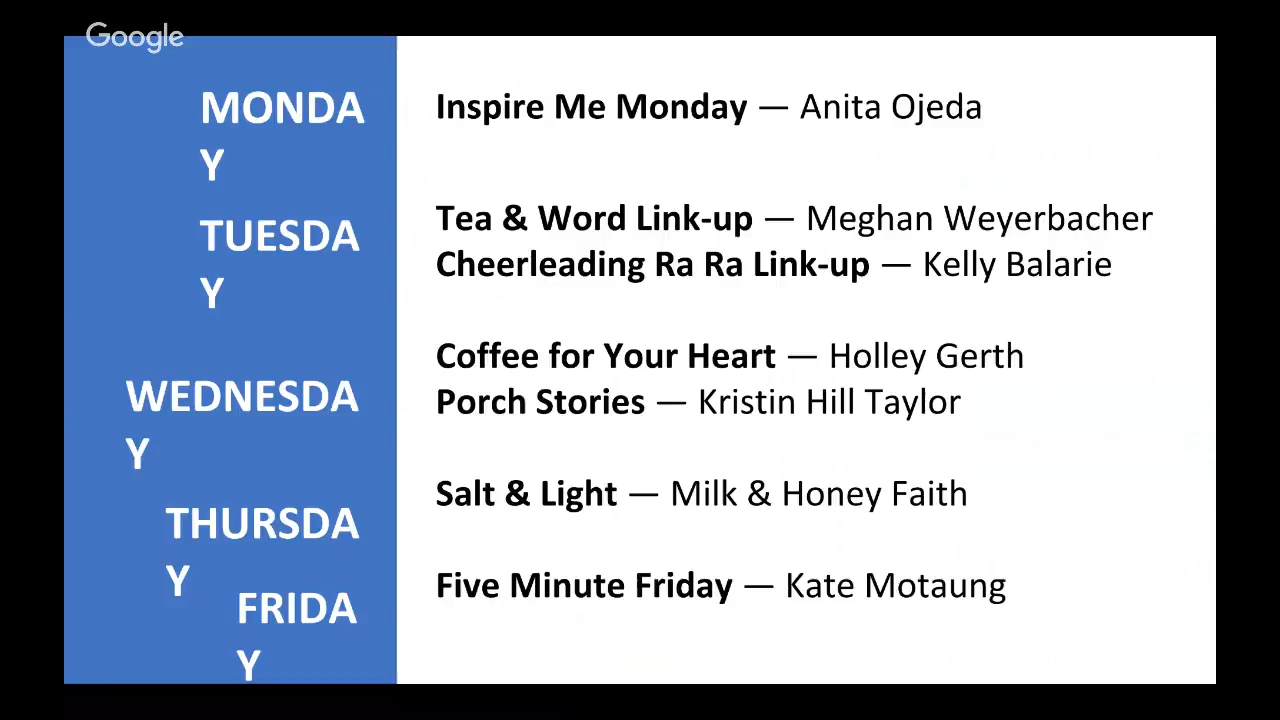 Google
MONDA
Y
Inspire Me Monday — Anita Ojeda
TUESDA
Y
Tea & Word Link-up — Meghan Weyerbacher
Cheerleading Ra Ra Link-up — Kelly Balarie
WEDNESDA
Y
Coffee for Your Heart — Holley Gerth
Porch Stories — Kristin Hill Taylor
THURSDA
Y
Salt & Light — Milk & Honey Faith
FRIDA
Y
Five Minute Friday — Kate Motaung